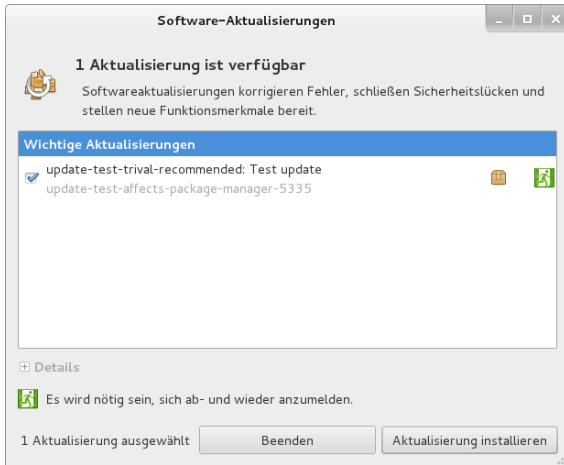 Software-Aktualisierungen
1 Aktualisierung ist verfügbar
Softwareaktualisierungen korrigieren Fehler, schließen Sicherheitslücken und
stellen neue Funktionsmerkmale bereit.
Wichtige Aktualisierungen
update-test-trival-recommended: Test update
update-test-affects-package-manager-5335
Details
Es wird nötig sein, sich ab- und wieder anzumelden.
1 Aktualisierung ausgewählt Beenden Aktualisierung installieren